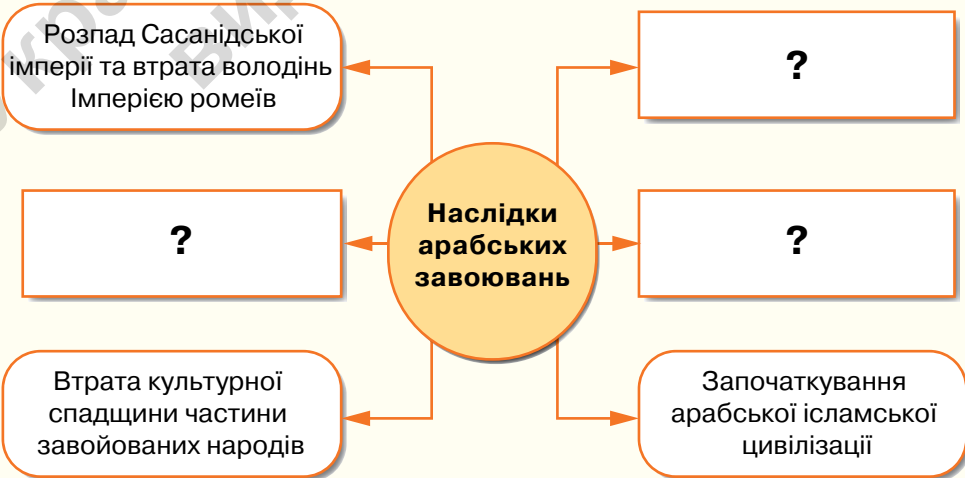 Розпад Сасанідської
імперії та втрата володінь
Імперією ромеїв
?
Наслідки
арабських
завоювань
?
?
Втрата культурної
спадщини частини
завойованих народів
Започаткування
арабської ісламської
цивілізації